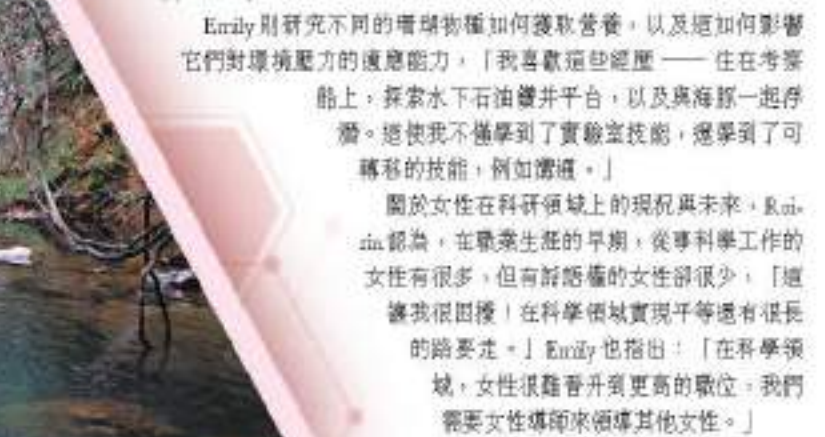 Emily 則研究不同的珊瑚物種如何獲取營養，以及這如何影響
它們對環境壓力的適應能力，「我喜歡這些經歷 —— 住在考察
船上，探索水下石油鑽井平台，以及與海豚一起浮
潛。這使我不僅學到了實驗室技能，還學到了可
轉移的技能，例如溝通。」
關於女性在科研領域上的現況與未來，Rui-
xin 認為，在職業生涯的早期，從事科學工作的
女性有很多，但有話語權的女性卻很少，「這
讓我很困擾！在科學領域實現平等還有很長
的路要走。」Emily 也指出：「在科學領
域，女性很難晉升到更高的職位，我們
需要女性導師來領導其他女性。」